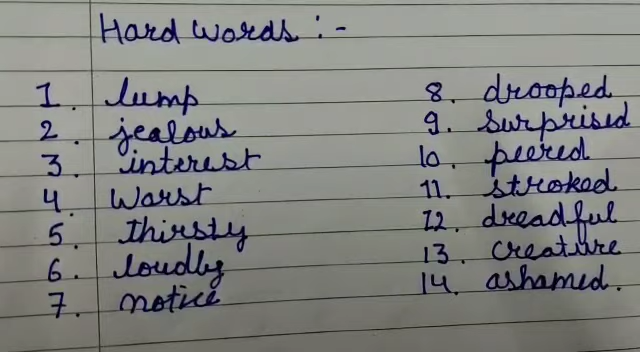 Hard Words :-
1. lump
2. jealous
3. interest
4. Warst
5. thirsty
6. loudly
7. notice
8. drooped
9. surprised
10. peered
11. stroked
12. dreadful
13. creature
14. ashamed.